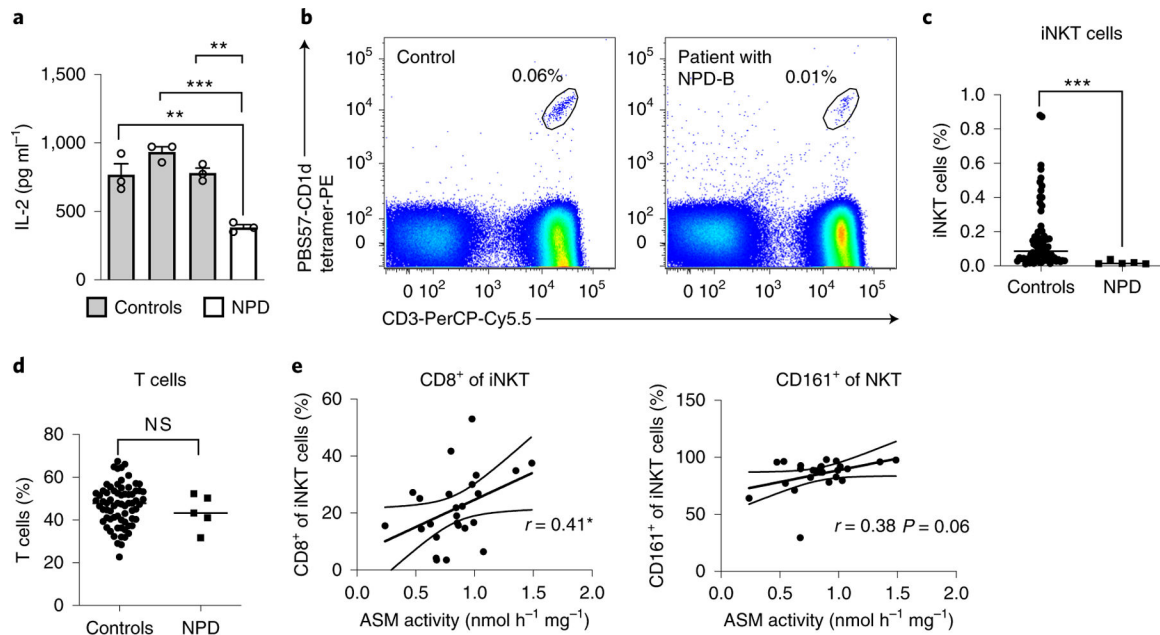 a
**
***
**
1,500
1,000
500
0
IL-2 (pg ml⁻¹)
Controls
NPD
b
PBS57-CD1d
tetramer-PE
Control
0.06%
10⁵
10⁴
10³
10²
0
0 10² 10³ 10⁴ 10⁵
Patient with
NPD-B
0.01%
10⁵
10⁴
10³
10²
0
0 10² 10³ 10⁴ 10⁵
CD3-PerCP-Cy5.5
c
iNKT cells
***
1.0
0.8
0.6
0.4
0.2
0.0
iNKT cells (%)
Controls NPD
d
T cells
NS
80
60
40
20
0
T cells (%)
Controls NPD
e
CD8⁺ of iNKT
60
40
20
0
CD8⁺ of iNKT cells (%)
r = 0.41*
0.0 0.5 1.0 1.5 2.0
ASM activity (nmol h⁻¹ mg⁻¹)
CD161⁺ of NKT
150
100
50
0
CD161⁺ of iNKT cells (%)
r = 0.38 P = 0.06
0.0 0.5 1.0 1.5 2.0
ASM activity (nmol h⁻¹ mg⁻¹)